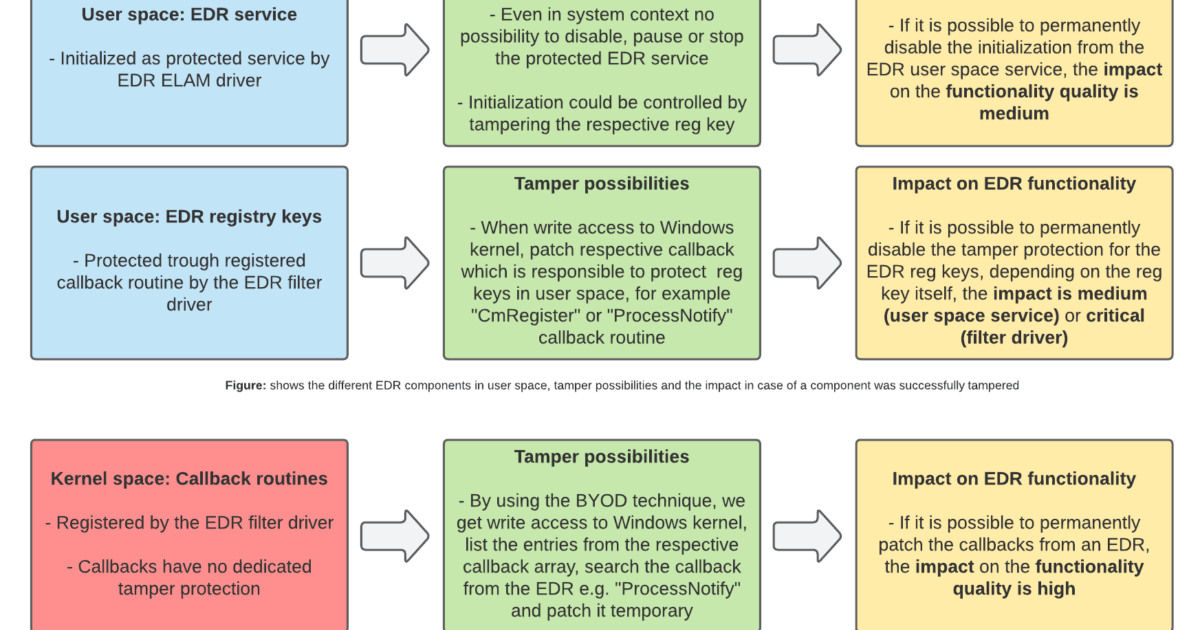 User space: EDR service
- Initialized as protected service by
EDR ELAM driver
- Even in system context no
possibility to disable, pause or stop
the protected EDR service
- Initialization could be controlled by
tampering the respective reg key
- If it is possible to permanently
disable the initialization from the
EDR user space service, the impact
on the functionality quality is
medium
User space: EDR registry keys
- Protected trough registered
callback routine by the EDR filter
driver
Tamper possibilities
- When write access to Windows
kernel, patch respective callback
which is responsible to protect  reg
keys in user space, for example
"CmRegister" or "ProcessNotify"
callback routine
Impact on EDR functionality
- If it is possible to permanently
disable the tamper protection for the
EDR reg keys, depending on the reg
key itself, the impact is medium
(user space service) or critical
(filter driver)
Figure: shows the different EDR components in user space, tamper possibilities and the impact in case of a component was successfully tampered
Kernel space: Callback routines
- Registered by the EDR filter driver
- Callbacks have no dedicated
tamper protection
Tamper possibilities
- By using the BYOD technique, we
get write access to Windows kernel,
list the entries from the respective
callback array, search the callback
from the EDR e.g. "ProcessNotify"
and patch it temporary
Impact on EDR functionality
- If it is possible to permanently
patch the callbacks from an EDR,
the impact on the functionality
quality is high